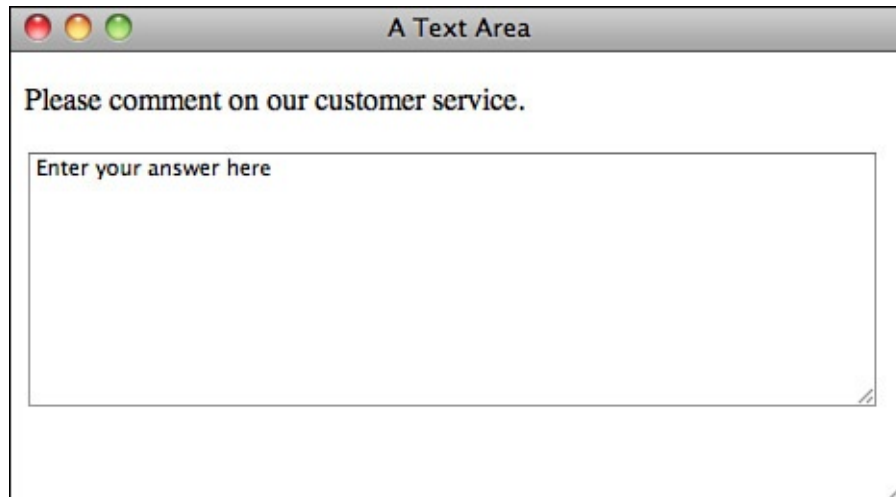 A Text Area
Please comment on our customer service.
Enter your answer here